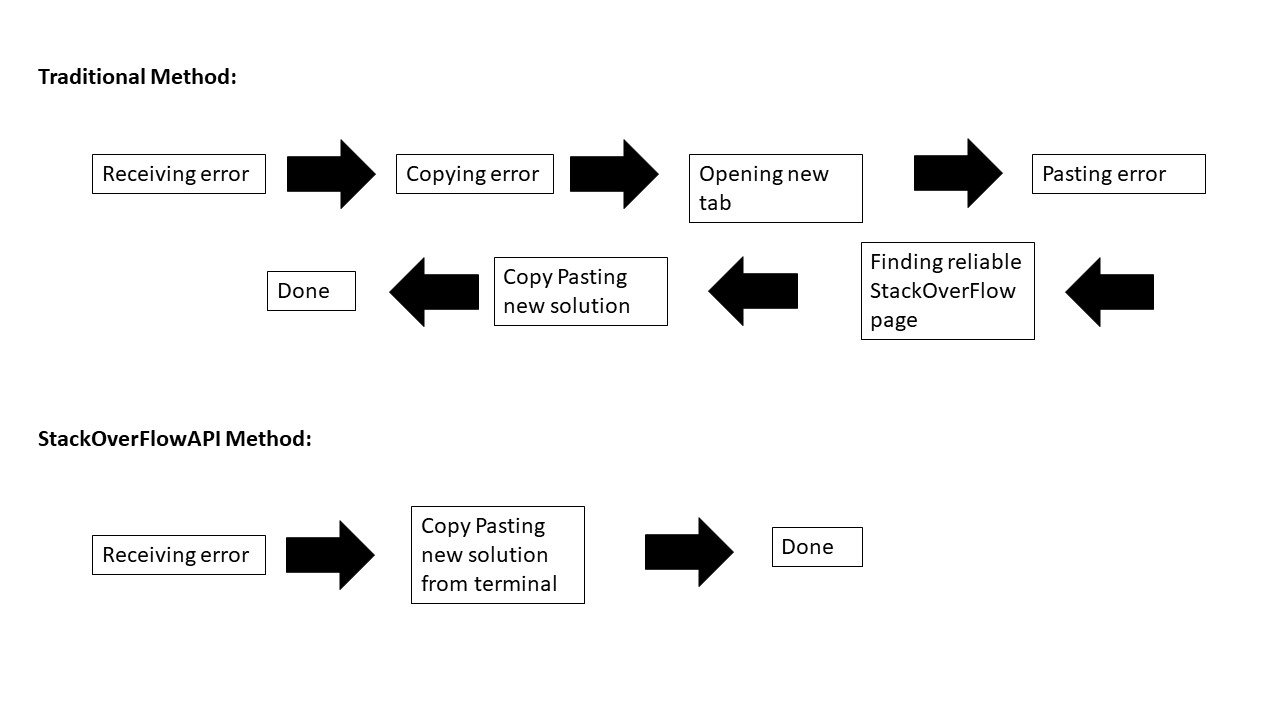 Traditional Method:
Receiving error
Copying error
Opening new
tab
Pasting error
Finding reliable
StackOverFlow
page
Copy Pasting
new solution
Done
StackOverFlowAPI Method:
Receiving error
Copy Pasting
new solution
from terminal
Done